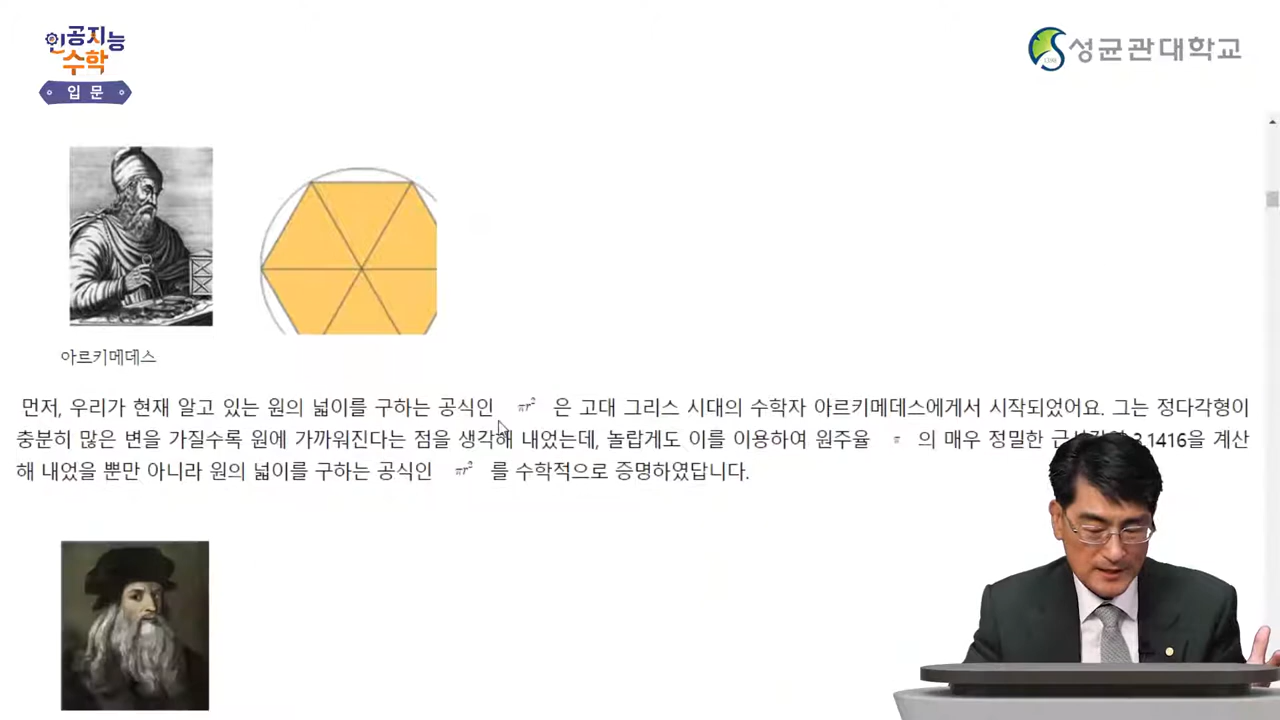 인공지능
수학
입 문
성균관대학교
아르키메데스
먼저, 우리가 현재 알고 있는 원의 넓이를 구하는 공식인 πr² 은 고대 그리스 시대의 수학자 아르키메데스에게서 시작되었어요. 그는 정다각형이
충분히 많은 변을 가질수록 원에 가까워진다는 점을 생각해 내었는데, 놀랍게도 이를 이용하여 원주율 π 의 매우 정밀한 3.1416을 계산
해 내었을 뿐만 아니라 원의 넓이를 구하는 공식인 πr² 를 수학적으로 증명하였답니다.